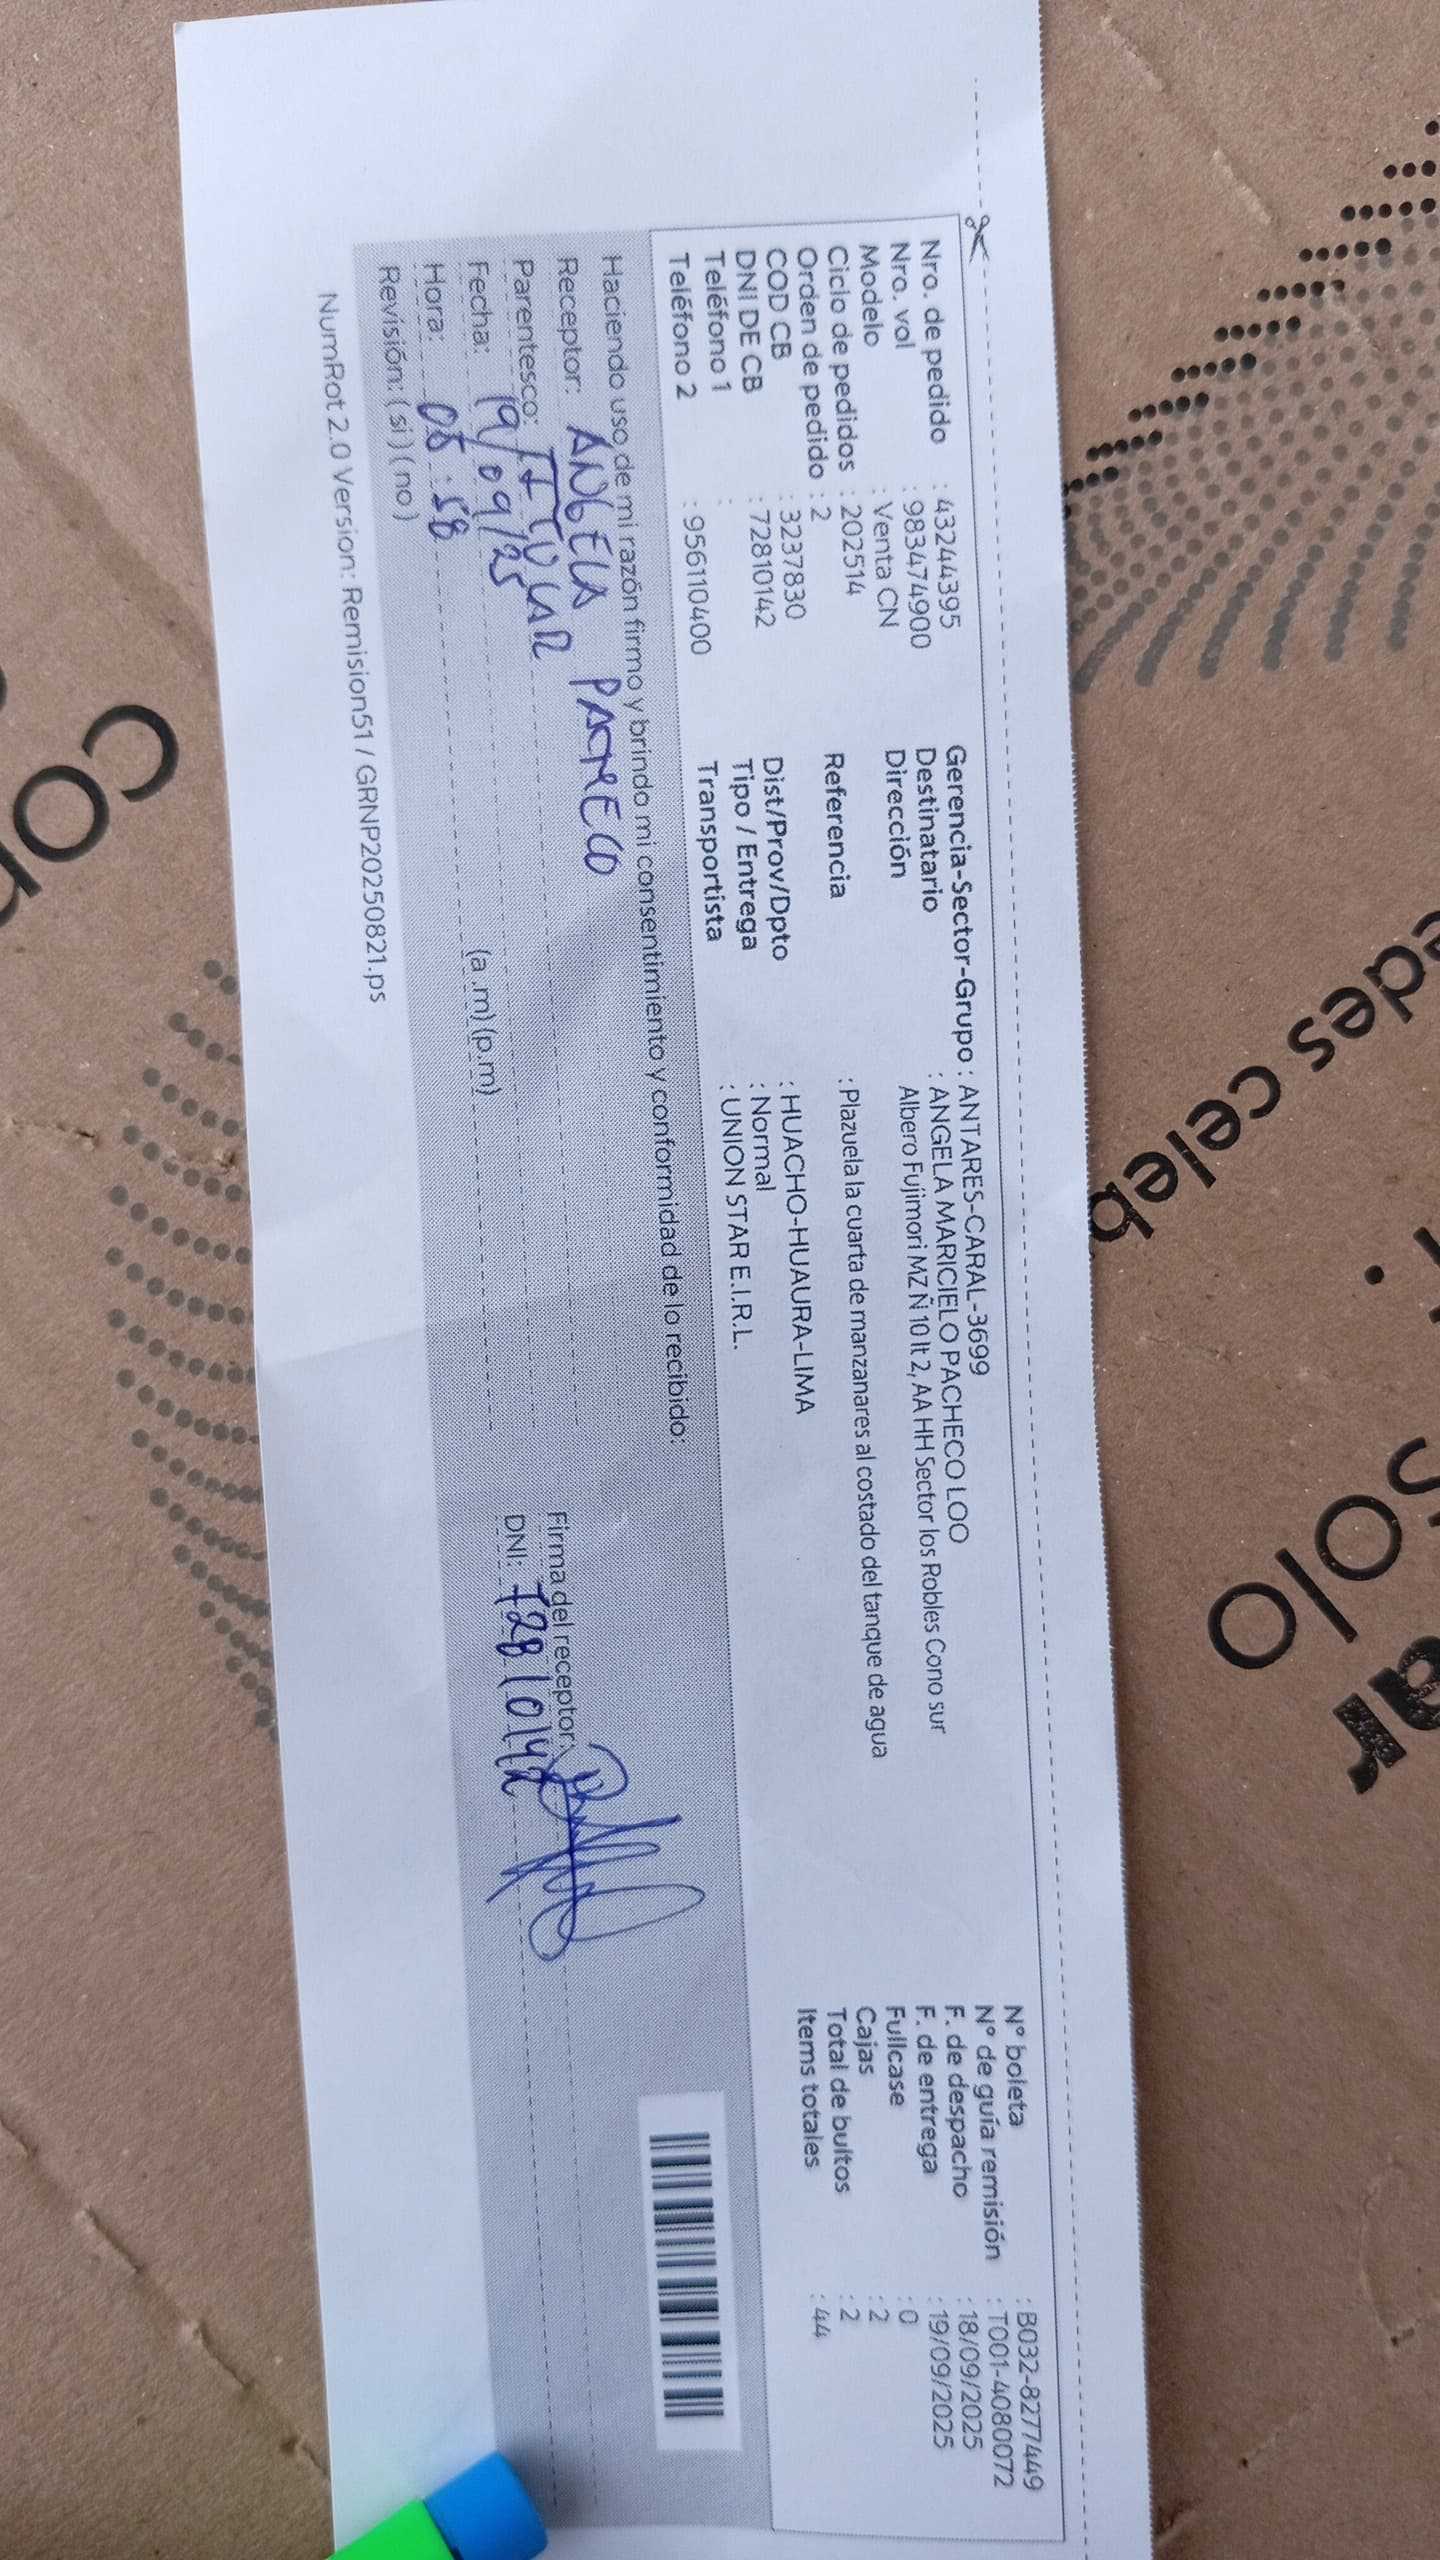 Nro. de pedido : 43244395
Nro. vol : 983474900
Modelo : Venta CN
Ciclo de pedidos : 202514
Orden de pedido : 2
COD CB : 3237830
DNI DE CB : 72810142
Teléfono 1 :
Teléfono 2 : 956110400
Gerencia-Sector-Grupo : ANTARES-CARAL-3699
Destinatario : ANGELA MARICIELO PACHECO LOO
Dirección Albero Fujimori MZ Ñ 10 lt 2, AA HH Sector los Robles Cono sur
Referencia : Plazuela la cuarta de manzanares al costado del tanque de agua
Dist/Prov/Dpto : HUACHO-HUAURA-LIMA
Tipo / Entrega : Normal
Transportista : UNION STAR E.I.R.L.
N° boleta : B032-8277449
N° de guía remisión : T001-4080072
F. de despacho : 18/09/2025
F. de entrega : 19/09/2025
Fullcase : 0
Cajas : 2
Total de bultos : 2
Items totales : 44
Haciendo uso de mi razón firmo y brindo mi consentimiento y conformidad de lo recibido:
Receptor: ANGELA PACHECO
Parentesco: TITULAR
Fecha: 19/09/25
Hora: 08:58 (a.m) (p.m)
Revisión: ( si ) ( no )
Firma del receptor:
DNI: 72810142
NumRot 2.0 Version: Remision51 / GRNP20250821.ps
des celeb
solo
ar